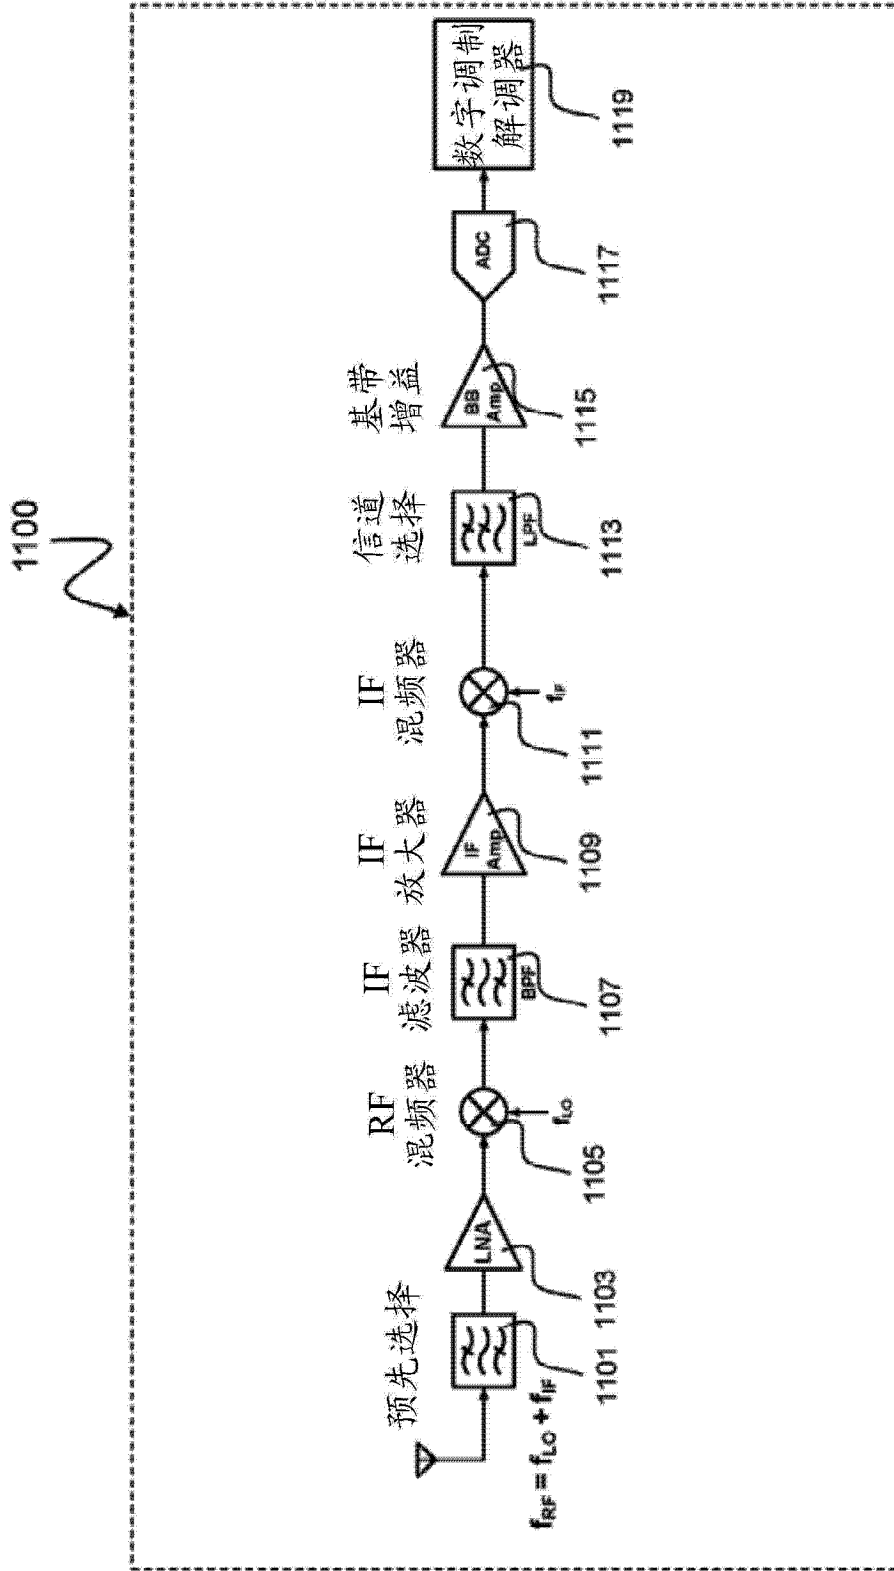 1100
预先选择
RF
混频器
IF
滤波器
IF
放大器
IF
混频器
信道
选择
基带
增益
LNA
BPF
IF
Amp
LPF
BB
Amp
ADC
数字调制
解调器
f_LO
f_IF
1101
1103
1105
1107
1109
1111
1113
1115
1117
1119
f_RF = f_LO + f_IF